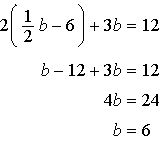 2(1/2 b − 6) + 3b = 12
b − 12 + 3b = 12
4b = 24
b = 6